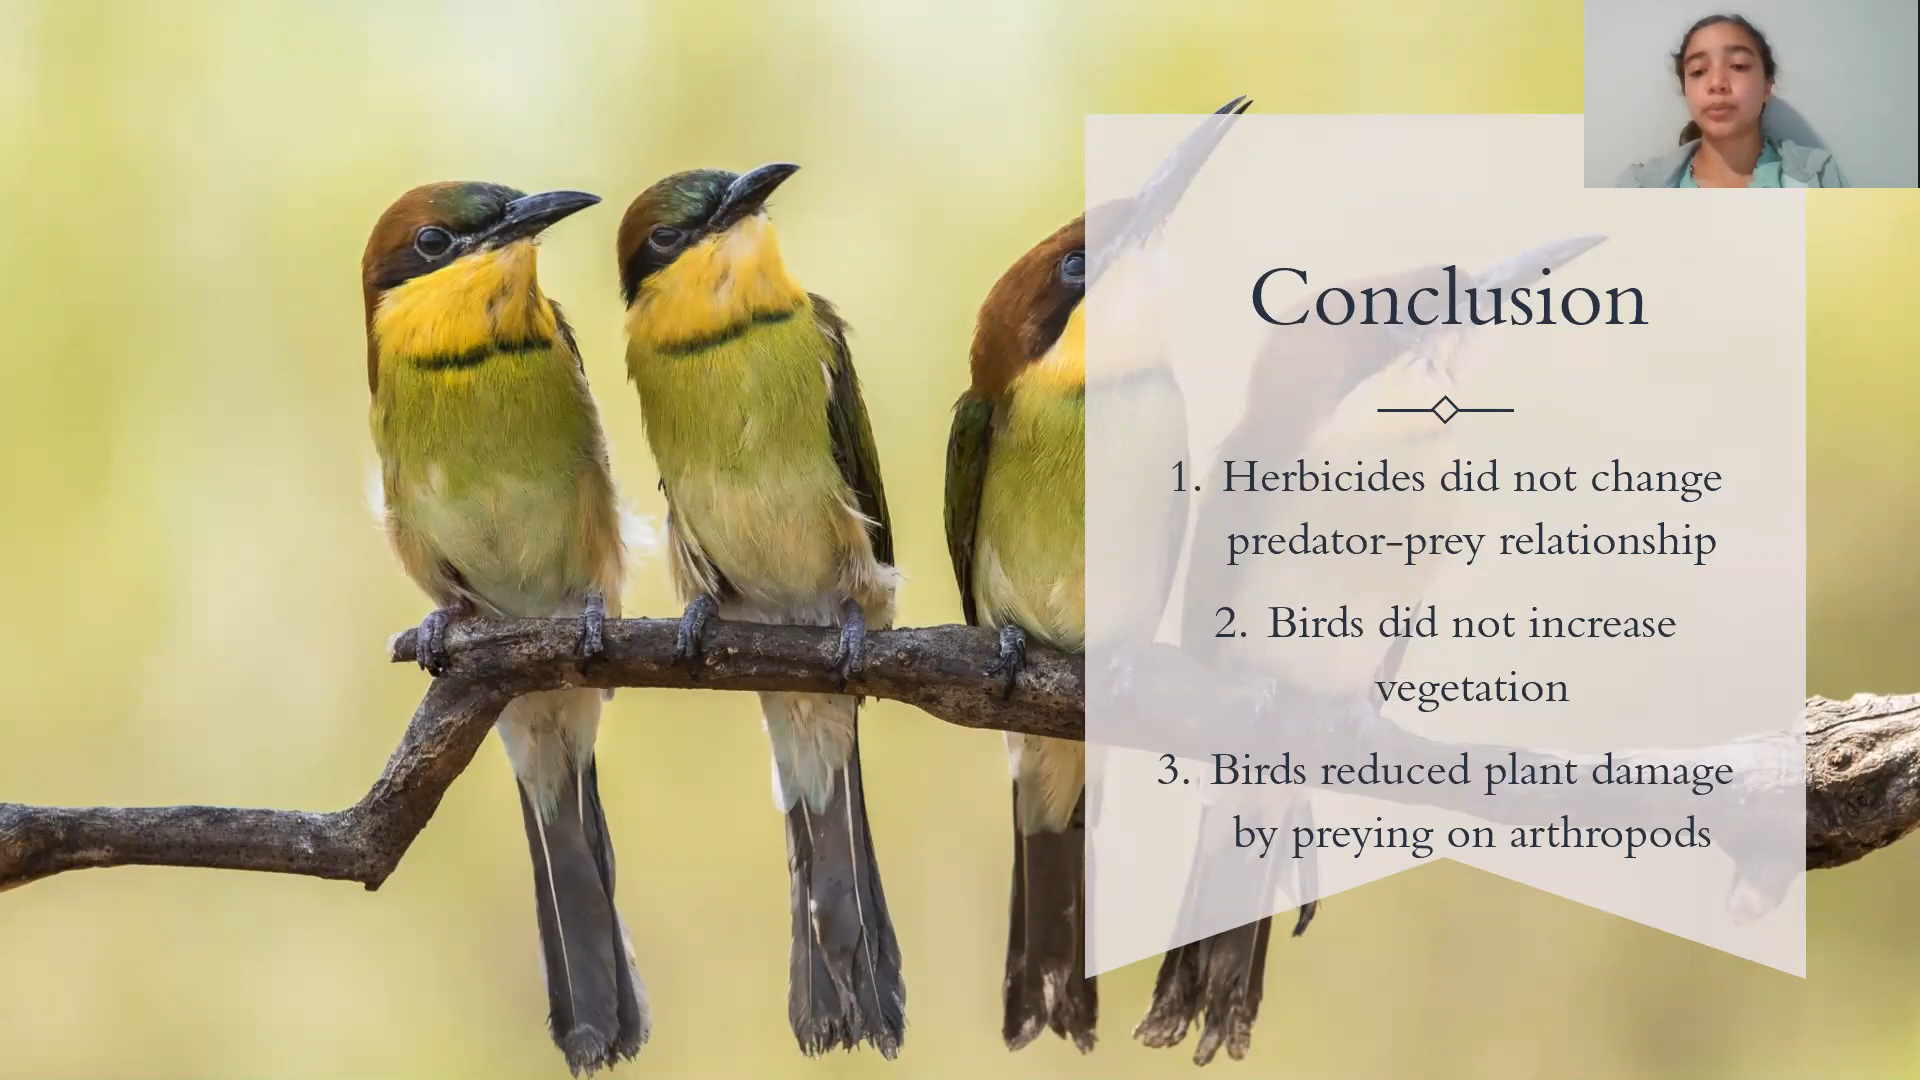 Conclusion
1. Herbicides did not change
predator-prey relationship
2. Birds did not increase
vegetation
3. Birds reduced plant damage
by preying on arthropods